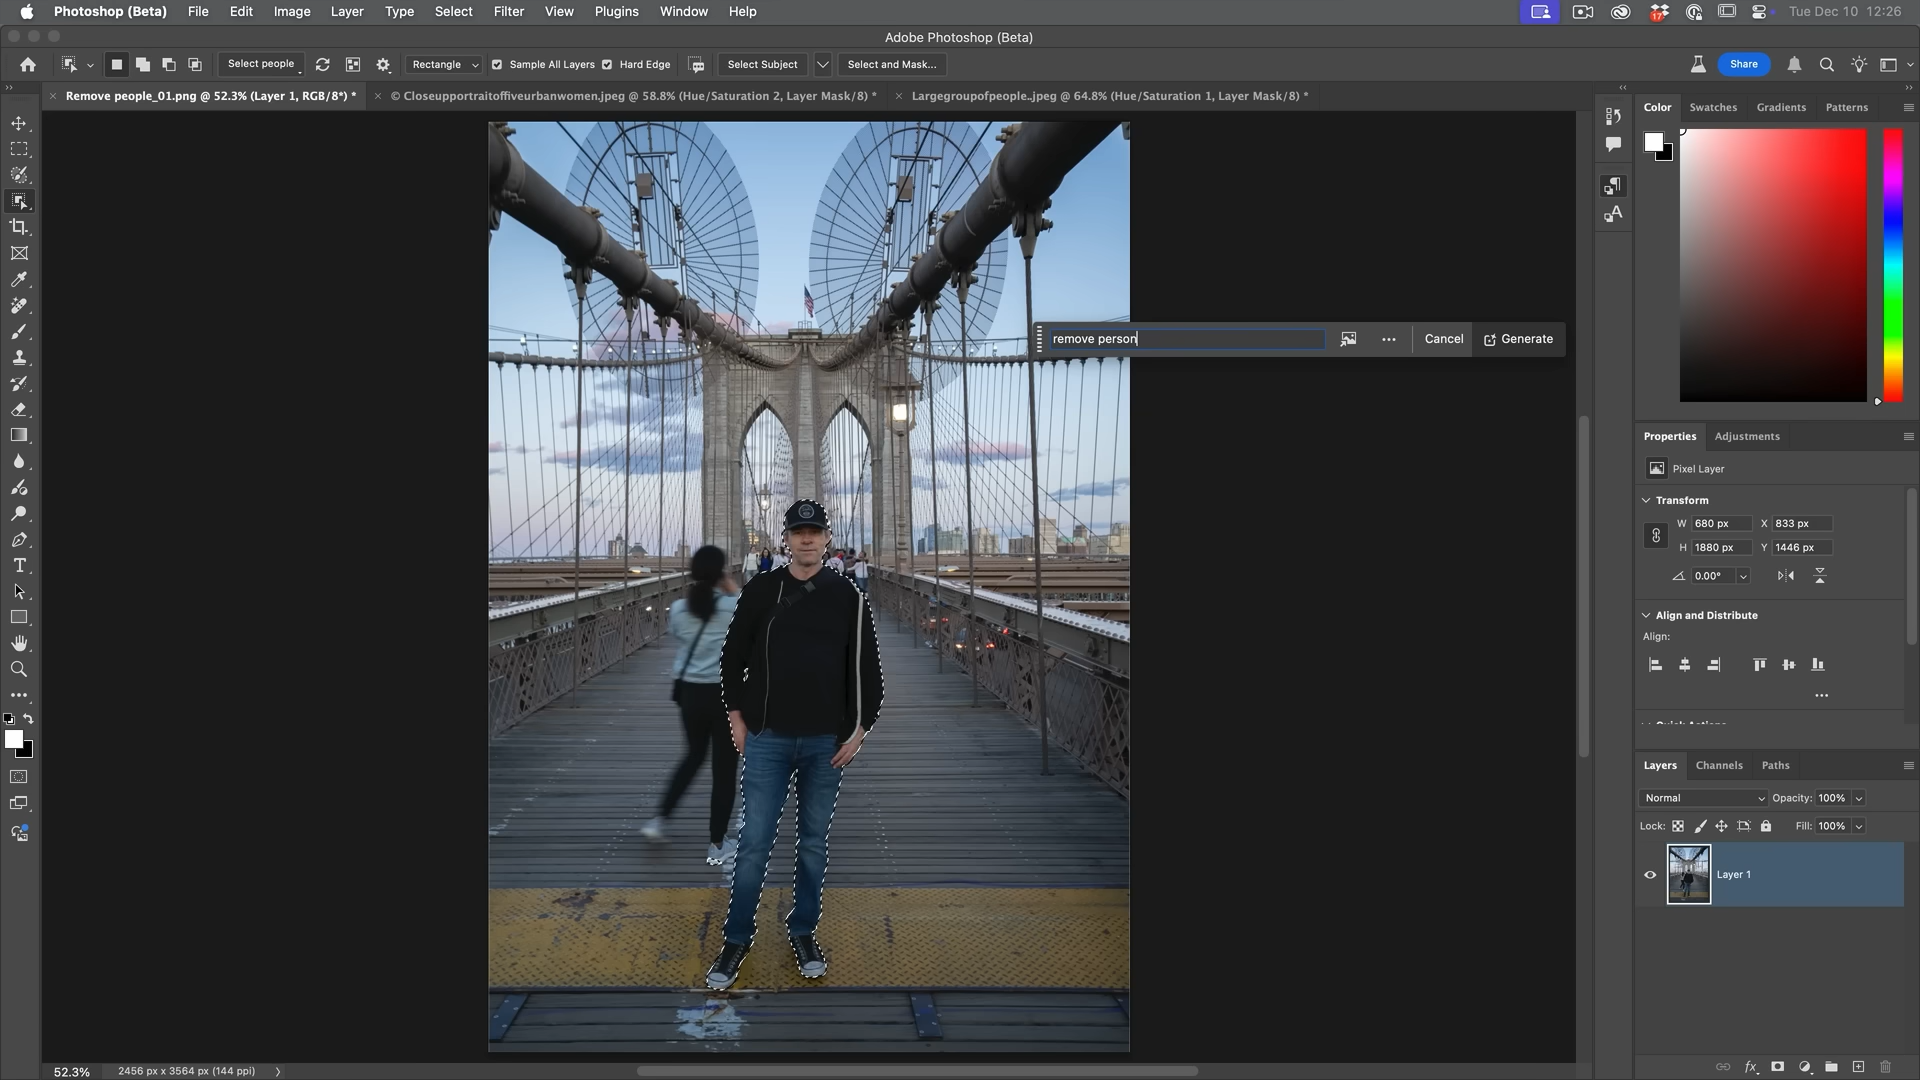 Photoshop (Beta) File Edit Image Layer Type Select Filter View Plugins Window Help 17 Tue Dec 10 12:26
Adobe Photoshop (Beta)
Select people Rectangle Sample All Layers Hard Edge Select Subject Select and Mask... Share
Remove people_01.png @ 52.3% (Layer 1, RGB/8*) * © Closeupportraitoffiveurbanwomen.jpeg @ 58.8% (Hue/Saturation 2, Layer Mask/8) * Largegroupofpeople..jpeg @ 64.8% (Hue/Saturation 1, Layer Mask/8) *
Color Swatches Gradients Patterns
remove person Cancel Generate
Properties Adjustments
Pixel Layer
Transform
W 680 px X 833 px
H 1880 px Y 1446 px
0.00°
Align and Distribute
Align:
Layers Channels Paths
Normal Opacity: 100%
Lock: Fill: 100%
Layer 1
52.3% 2456 px x 3564 px (144 ppi)